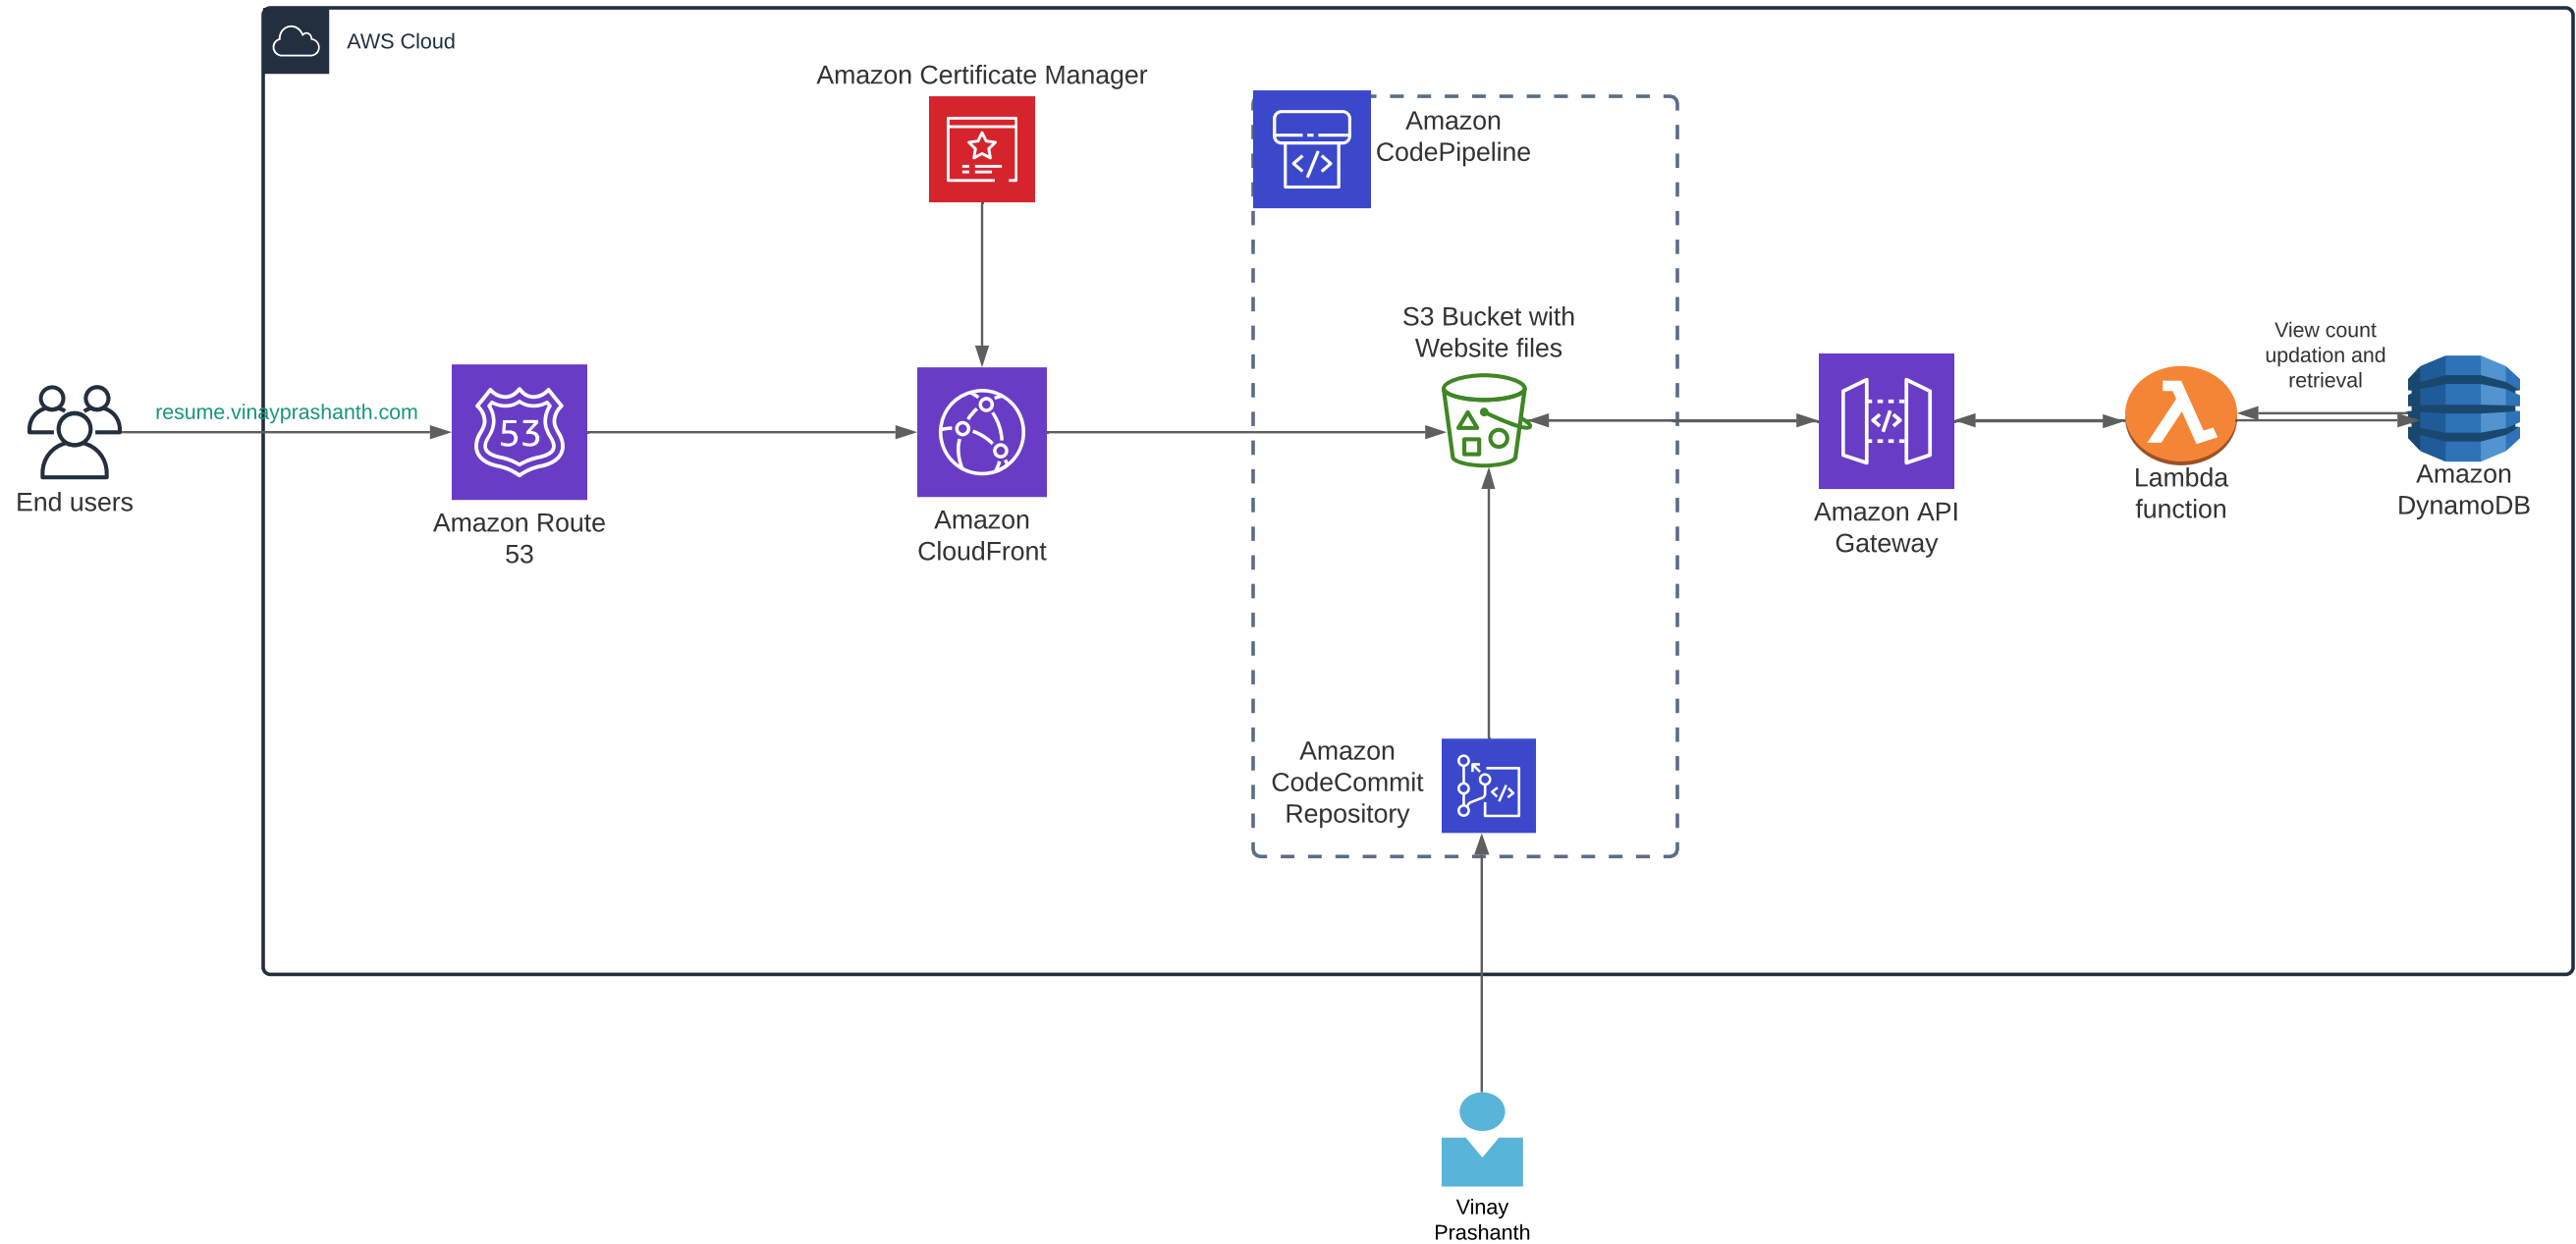 AWS Cloud
Amazon Certificate Manager
Amazon
CodePipeline
S3 Bucket with
Website files
View count
updation and
retrieval
resume.vinayprashanth.com
53
End users
Amazon Route
53
Amazon
CloudFront
Amazon API
Gateway
Lambda
function
Amazon
DynamoDB
Amazon
CodeCommit
Repository
Vinay
Prashanth